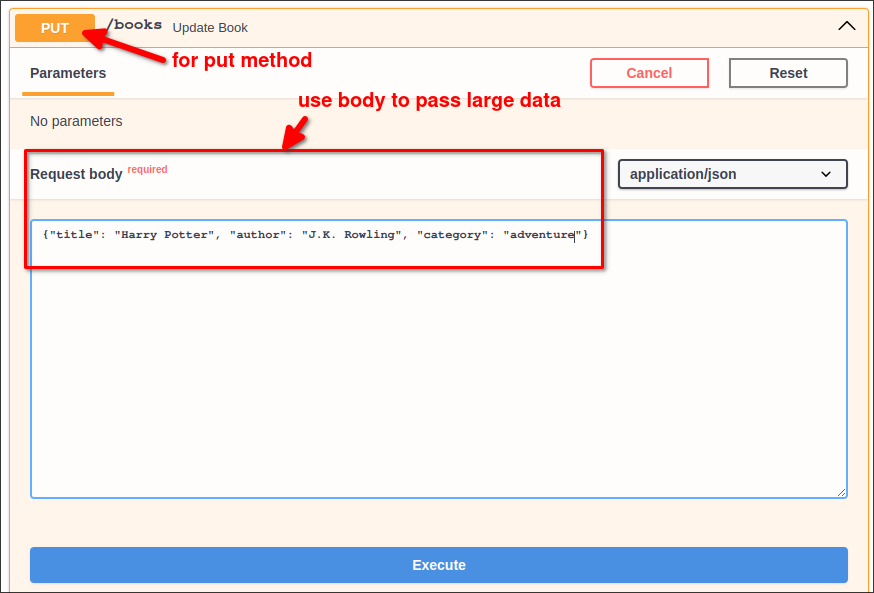 PUT /books Update Book
for put method
Parameters Cancel Reset
use body to pass large data
No parameters
Request body required application/json
{"title": "Harry Potter", "author": "J.K. Rowling", "category": "adventure"}
Execute